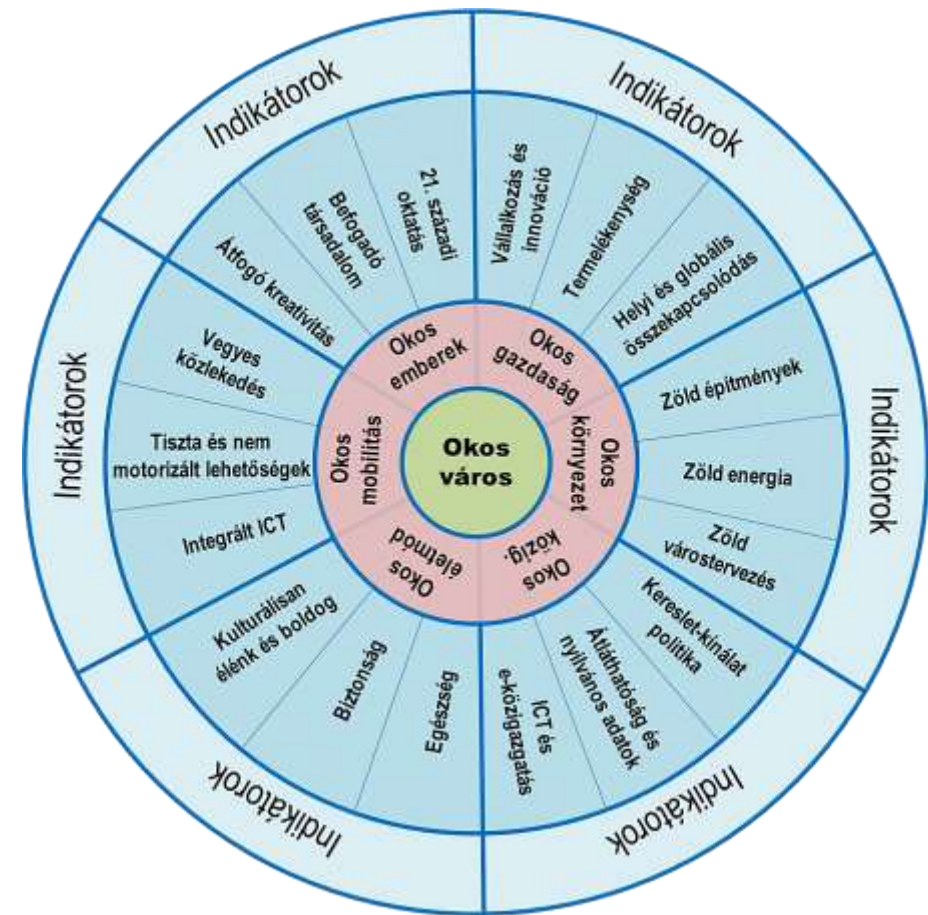 Okos
város
Okos
gazdaság
Okos
környezet
Okos
közig.
Okos
életmód
Okos
mobilitás
Okos
emberek
Vállalkozás és
innováció
Termelékenység
Helyi és globális
összekapcsolódás
Zöld építmények
Zöld energia
Zöld
várostervezés
Kereslet-kínálat
politika
Átláthatóság és
nyilvános adatok
ICT és
e-közigazgatás
Egészség
Biztonság
Kulturálisan
élénk és boldog
Integrált ICT
Tiszta és nem
motorizált lehetőségek
Vegyes
közlekedés
Átfogó kreativitás
Befogadó
társadalom
21. századi
oktatás
Indikátorok
Indikátorok
Indikátorok
Indikátorok
Indikátorok
Indikátorok